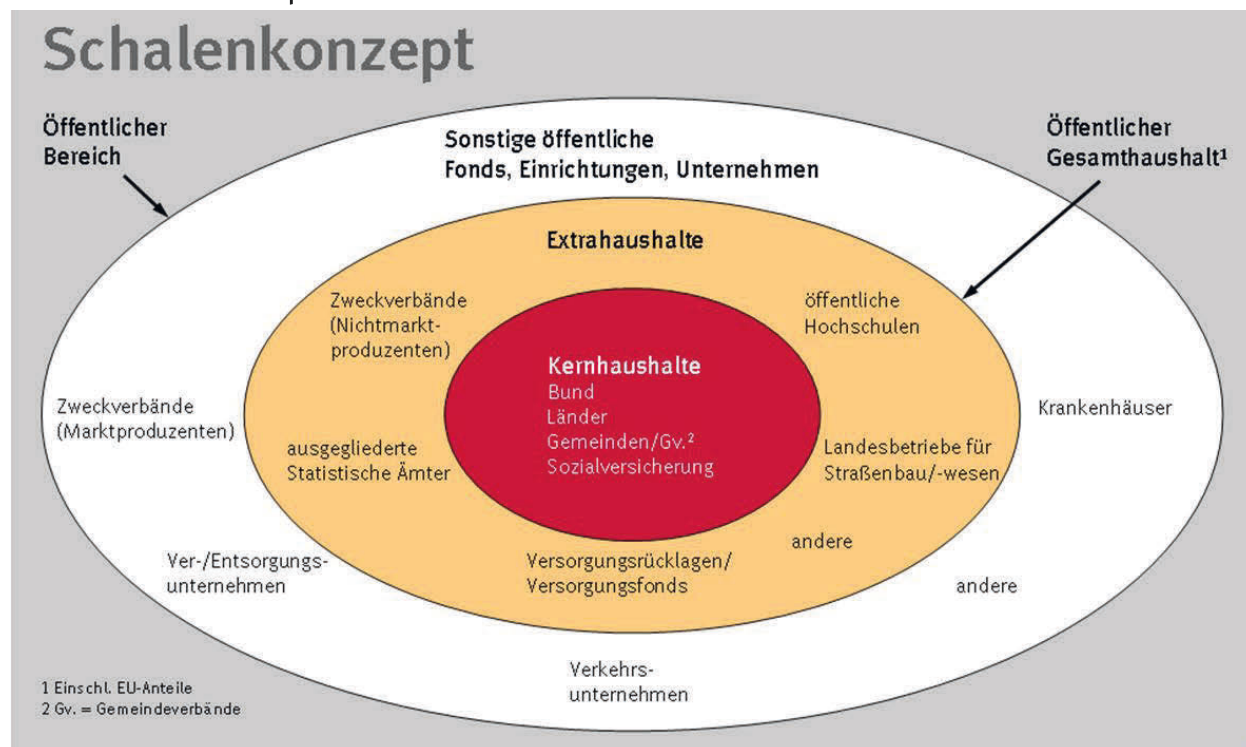 Schalenkonzept
Öffentlicher
Bereich
Sonstige öffentliche
Fonds, Einrichtungen, Unternehmen
Öffentlicher
Gesamthaushalt¹
Extrahaushalte
Zweckverbände
(Nichtmarkt-
produzenten)
öffentliche
Hochschulen
Kernhaushalte
Bund
Länder
Gemeinden/Gv.²
Sozialversicherung
Zweckverbände
(Marktproduzenten)
Krankenhäuser
ausgegliederte
Statistische Ämter
Landesbetriebe für
Straßenbau/-wesen
andere
Ver-/Entsorgungs-
unternehmen
Versorgungsrücklagen/
Versorgungsfonds
andere
Verkehrs-
unternehmen
1 Einschl. EU-Anteile
2 Gv. = Gemeindeverbände